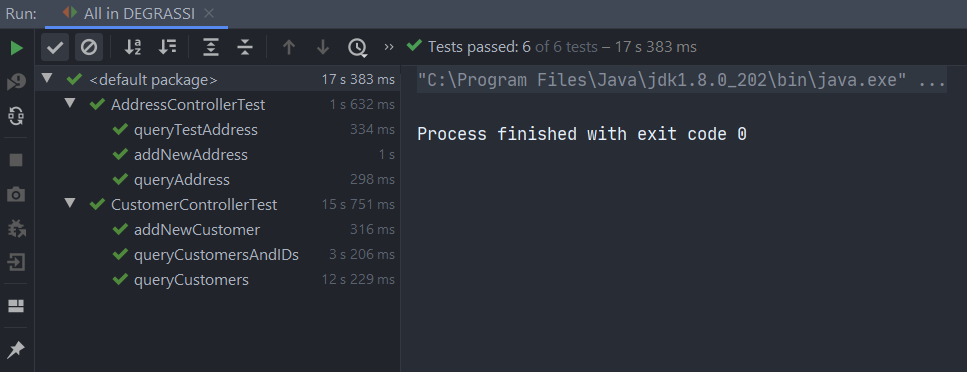 Run: All in DEGRASSI
Tests passed: 6 of 6 tests – 17 s 383 ms
<default package> 17 s 383 ms
AddressControllerTest 1 s 632 ms
queryTestAddress 334 ms
addNewAddress 1 s
queryAddress 298 ms
CustomerControllerTest 15 s 751 ms
addNewCustomer 316 ms
queryCustomersAndIDs 3 s 206 ms
queryCustomers 12 s 229 ms
"C:\Program Files\Java\jdk1.8.0_202\bin\java.exe" ...
Process finished with exit code 0